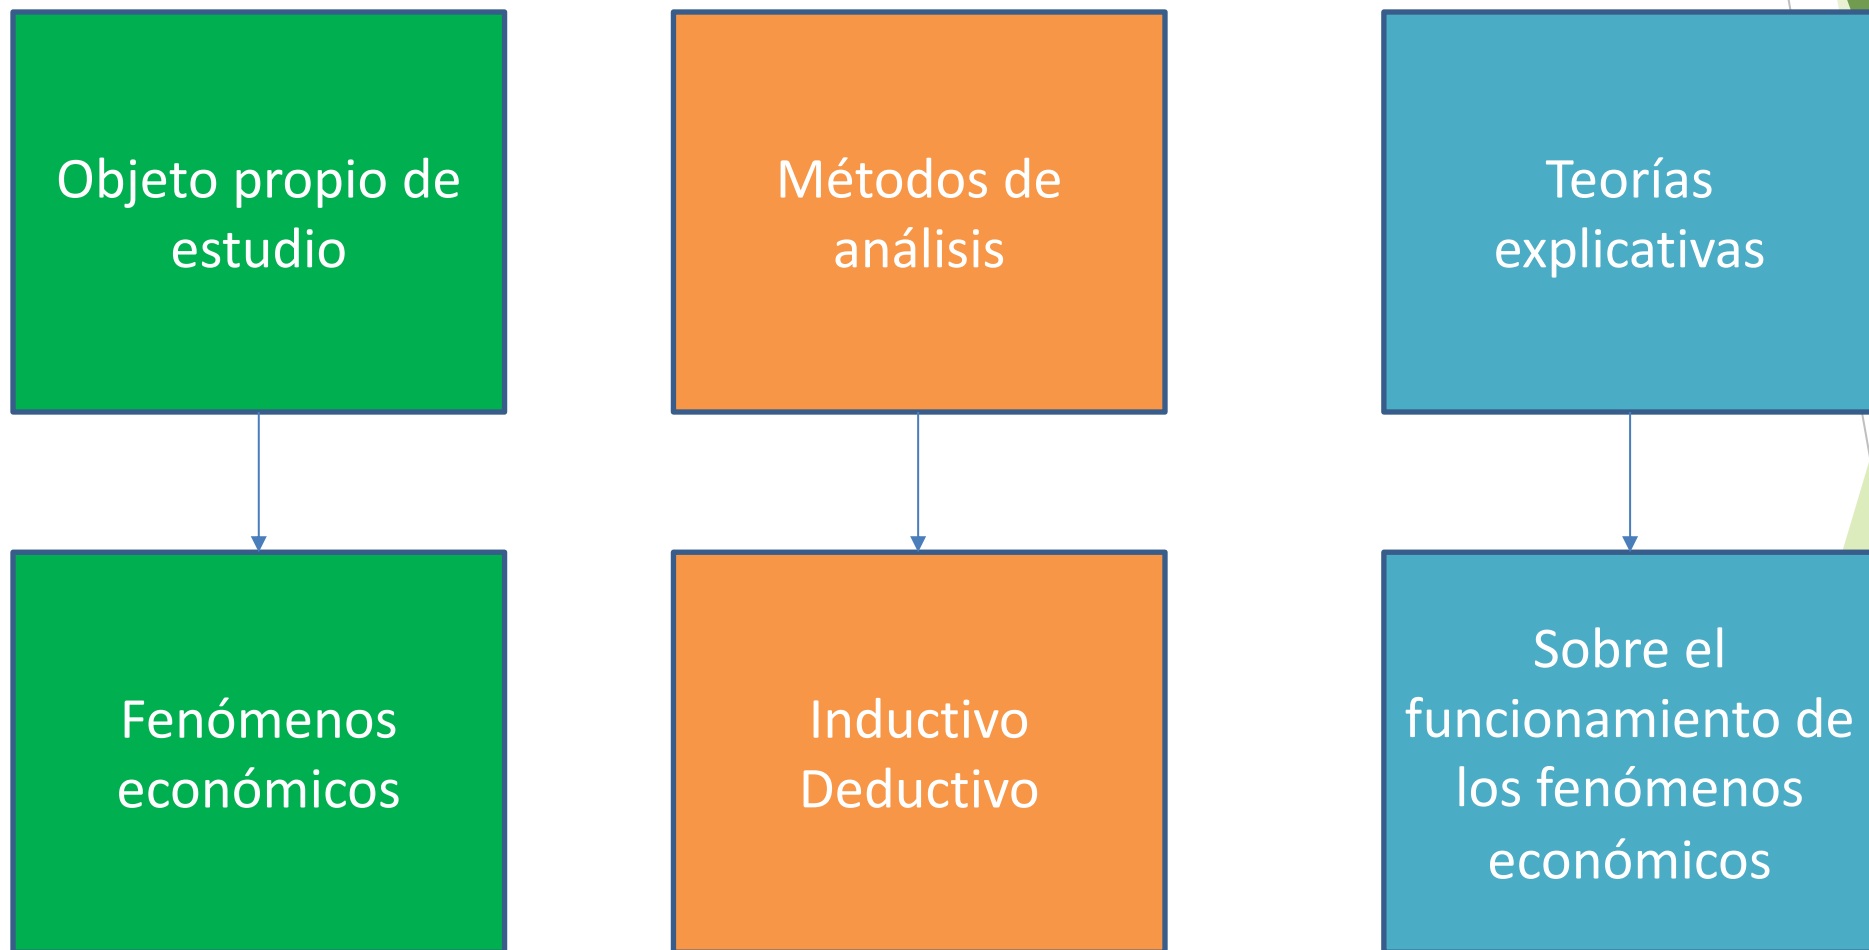 Objeto propio de
estudio
Métodos de
análisis
Teorías
explicativas
Fenómenos
económicos
Inductivo
Deductivo
Sobre el
funcionamiento de
los fenómenos
económicos